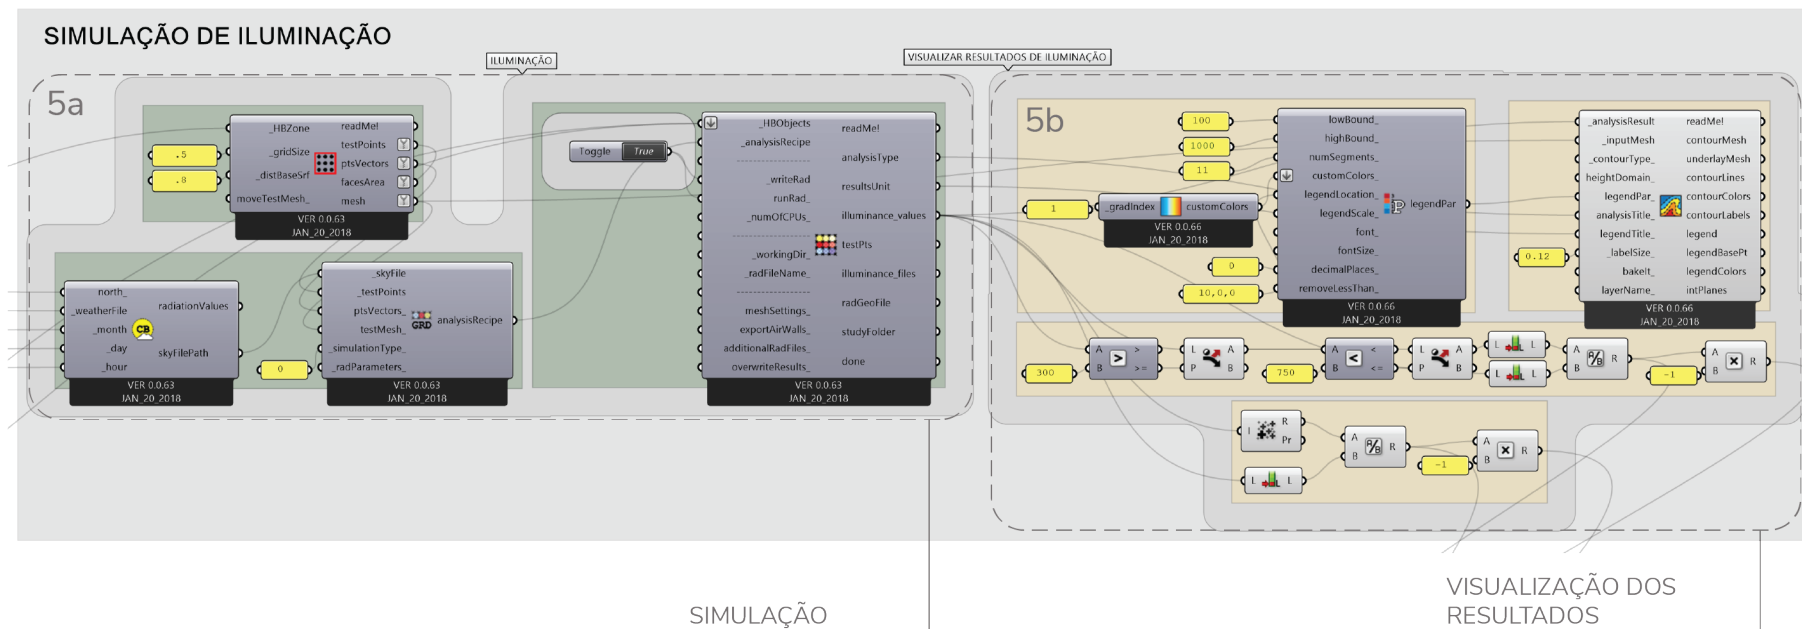 SIMULAÇÃO DE ILUMINAÇÃO
ILUMINAÇÃO
VISUALIZAR RESULTADOS DE ILUMINAÇÃO
5a
.5
.8
_HBZone
_gridSize
_distBaseSrf
moveTestMesh_
readMe!
testPoints
ptsVectors
facesArea
mesh
VER 0.0.63
JAN_20_2018
north_
_weatherFile
_month
_day
_hour
CB
radiationValues
skyFilePath
VER 0.0.63
JAN_20_2018
0
_skyFile
_testPoints
ptsVectors_
testMesh_
_simulationType_
_radParameters_
GRD
analysisRecipe
VER 0.0.63
JAN_20_2018
Toggle True
_HBObjects
_analysisRecipe
_writeRad
runRad_
_numOfCPUs_
_workingDir_
_radFileName_
meshSettings_
exportAirWalls_
additionalRadFiles_
overwriteResults_
readMe!
analysisType
resultsUnit
illuminance_values
testPts
illuminance_files
radGeoFile
studyFolder
done
VER 0.0.63
JAN_20_2018
5b
100
1000
11
1
_gradIndex customColors
VER 0.0.66
JAN_20_2018
0
10,0,0
lowBound_
highBound_
numSegments_
customColors_
legendLocation_
legendScale_
font_
fontSize_
decimalPlaces_
removeLessThan_
P
legendPar
VER 0.0.66
JAN_20_2018
0.12
_analysisResult
_inputMesh
_contourType_
heightDomain_
legendPar_
analysisTitle_
legendTitle_
_labelSize_
bakeIt_
layerName_
readMe!
contourMesh
underlayMesh
contourLines
contourColors
contourLabels
legend
legendBasePt
legendColors
intPlanes
VER 0.0.66
JAN_20_2018
300
A > >
B >=
L A
P B
750
A < <
B <=
L A
P B
L L
L L
A A/B R
B
-1
A × R
B
I R
Pr
L L
A A/B R
B
-1
A × R
B
SIMULAÇÃO
VISUALIZAÇÃO DOS
RESULTADOS